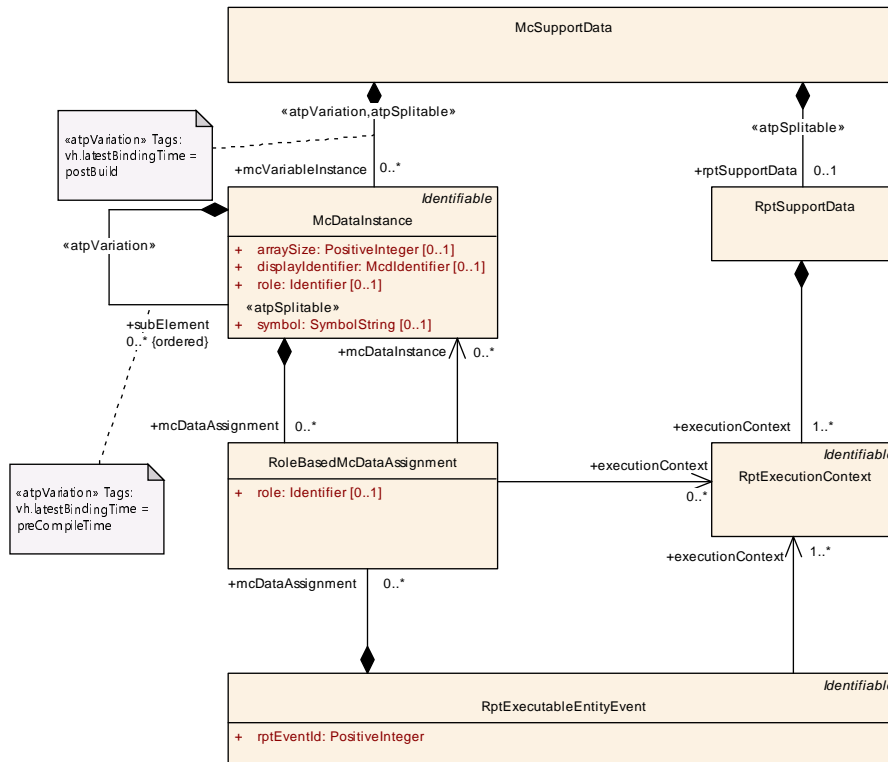 McSupportData
«atpVariation,atpSplitable»
«atpSplitable»
«atpVariation» Tags:
vh.latestBindingTime =
postBuild
+mcVariableInstance 0..*
+rptSupportData 0..1
Identifiable
McDataInstance
+ arraySize: PositiveInteger [0..1]
+ displayIdentifier: McdIdentifier [0..1]
+ role: Identifier [0..1]
«atpSplitable»
+ symbol: SymbolString [0..1]
RptSupportData
«atpVariation»
+subElement
0..* {ordered}
+mcDataInstance 0..*
+mcDataAssignment 0..*
+executionContext 1..*
RoleBasedMcDataAssignment
+ role: Identifier [0..1]
+executionContext
0..*
Identifiable
RptExecutionContext
«atpVariation» Tags:
vh.latestBindingTime =
preCompileTime
+executionContext 1..*
+mcDataAssignment 0..*
Identifiable
RptExecutableEntityEvent
+ rptEventId: PositiveInteger